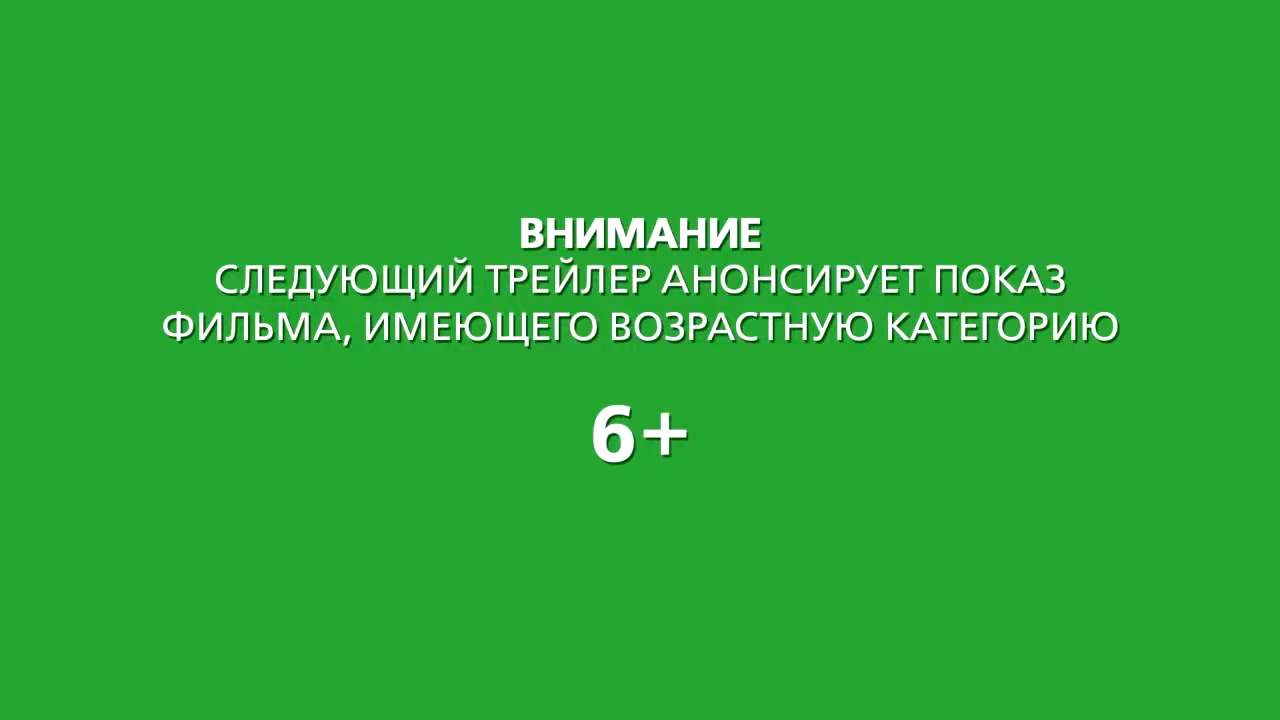 ВНИМАНИЕ
СЛЕДУЮЩИЙ ТРЕЙЛЕР АНОНСИРУЕТ ПОКАЗ
ФИЛЬМА, ИМЕЮЩЕГО ВОЗРАСТНУЮ КАТЕГОРИЮ
6+